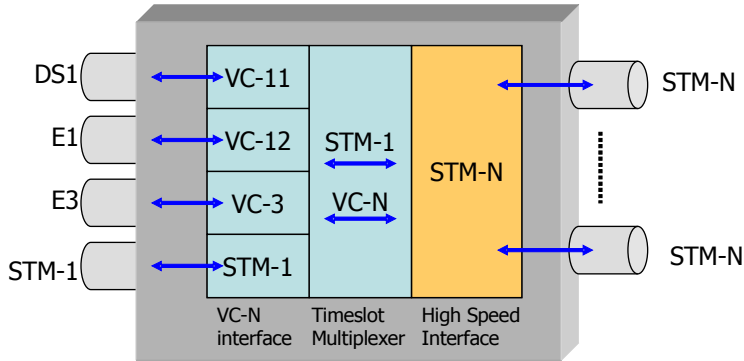 DS1
E1
E3
STM-1
VC-11
VC-12
VC-3
STM-1
STM-1
VC-N
STM-N
STM-N
STM-N
VC-N
interface
Timeslot
Multiplexer
High Speed
Interface